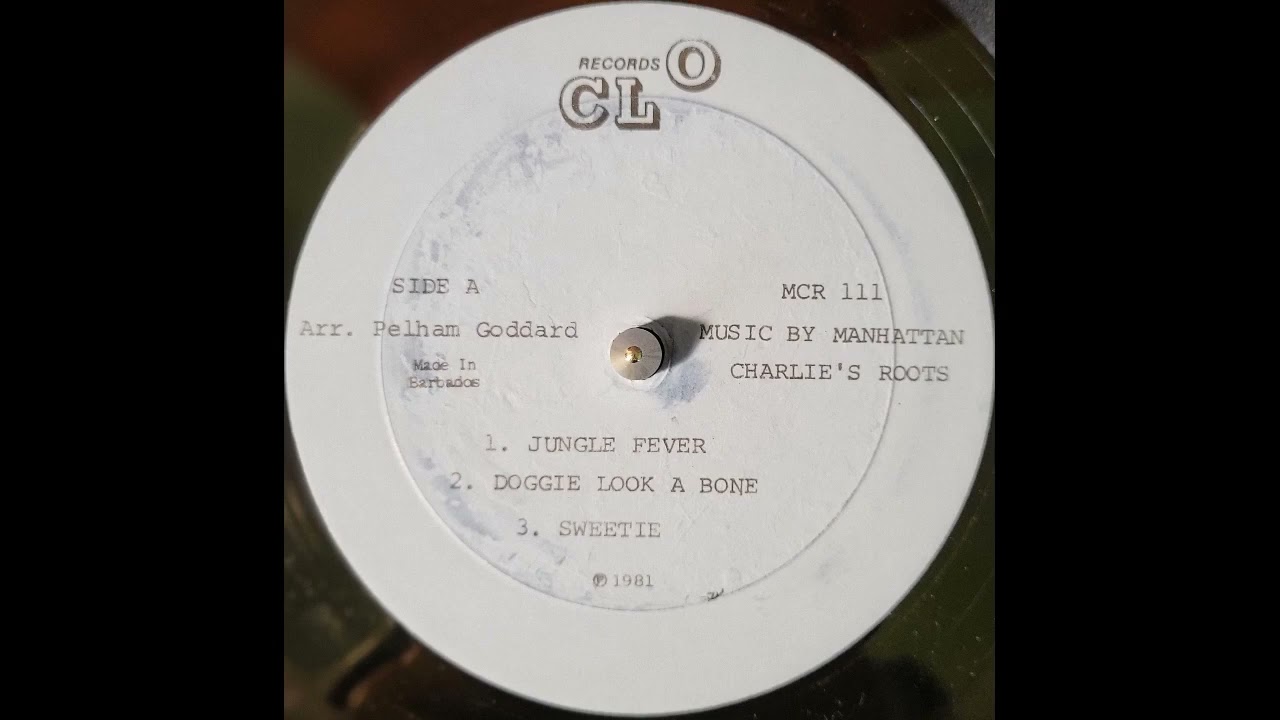 RECORDS
CLO
SIDE A
MCR 111
Arr. Pelham Goddard
MUSIC BY MANHATTAN
Made In
CHARLIE'S ROOTS
Barbados
1. JUNGLE FEVER
2. DOGGIE LOOK A BONE
3. SWEETIE
℗ 1981